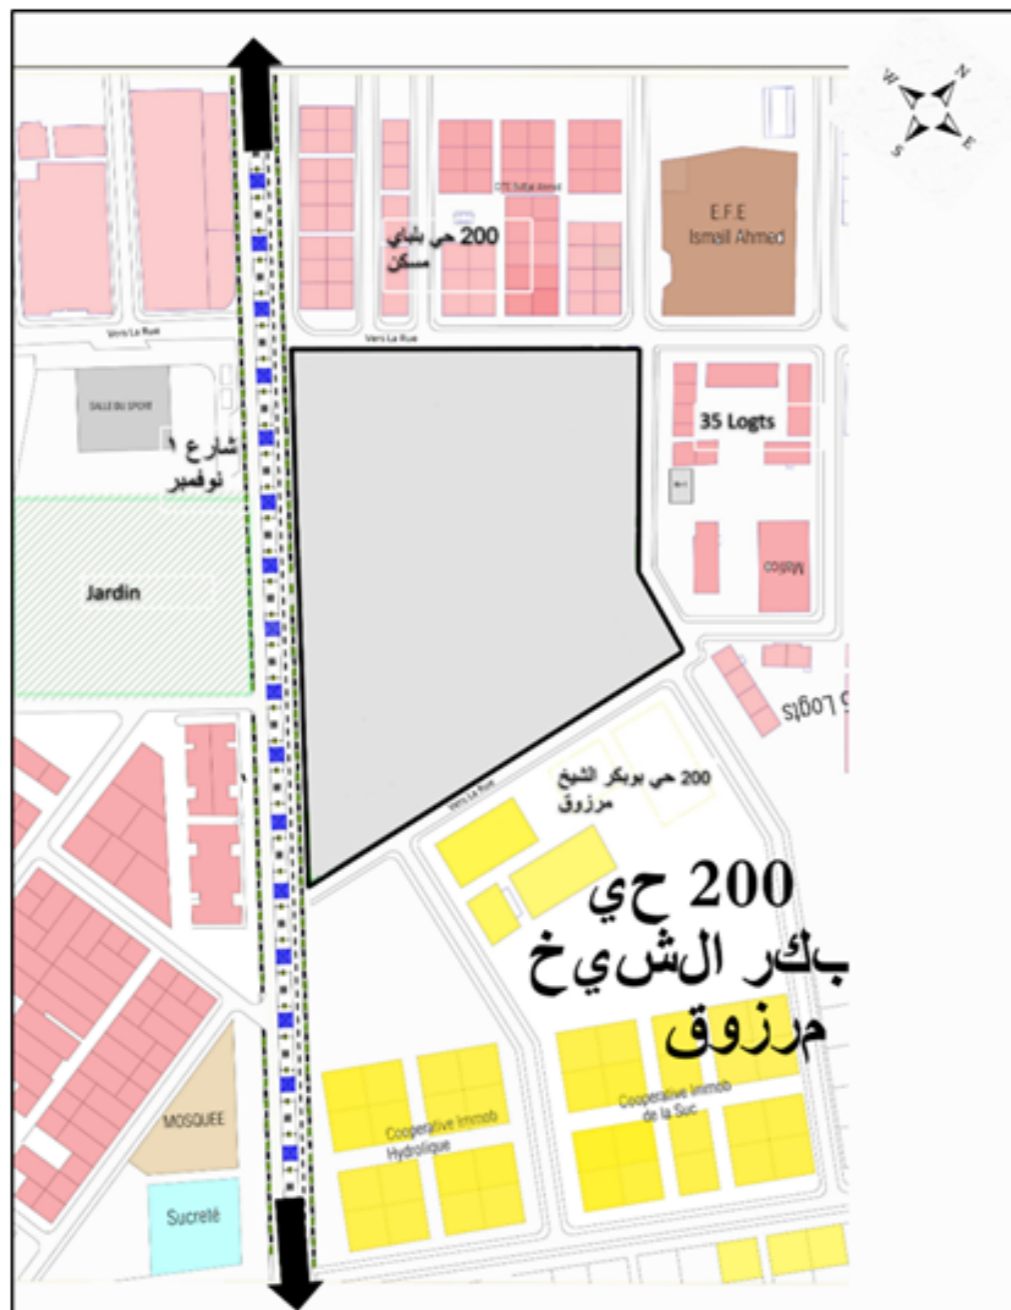 W
N
S
E
E.F.E
Ismail Ahmed
200 حي بلباي
مسكن
Vers La Rue
Vers La Rue
SALLE DU SPORT
35 Logts
شارع ١
نوفمبر
Jardin
Logts
Vers La Rue
200 حي بوبكر الشيخ
مرزوق
200 حي
بكر الشيخ
مرزوق
MOSQUEE
Cooperative Immob
Hydrolique
Cooperative Immob
de la Suc
Sucreté